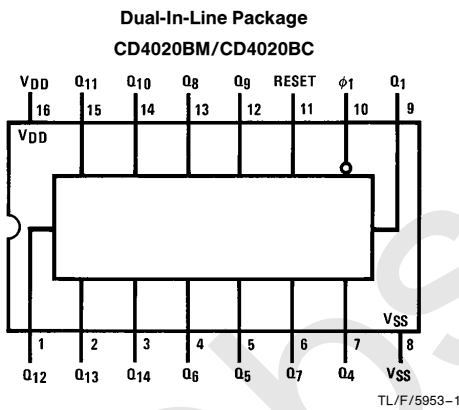 Dual-In-Line Package
CD4020BM/CD4020BC
VDD Q11 Q10 Q8 Q9 RESET φ1 Q1
16 15 14 13 12 11 10 9
VDD
VSS
1 2 3 4 5 6 7 8
Q12 Q13 Q14 Q6 Q5 Q7 Q4 VSS
TL/F/5953–1